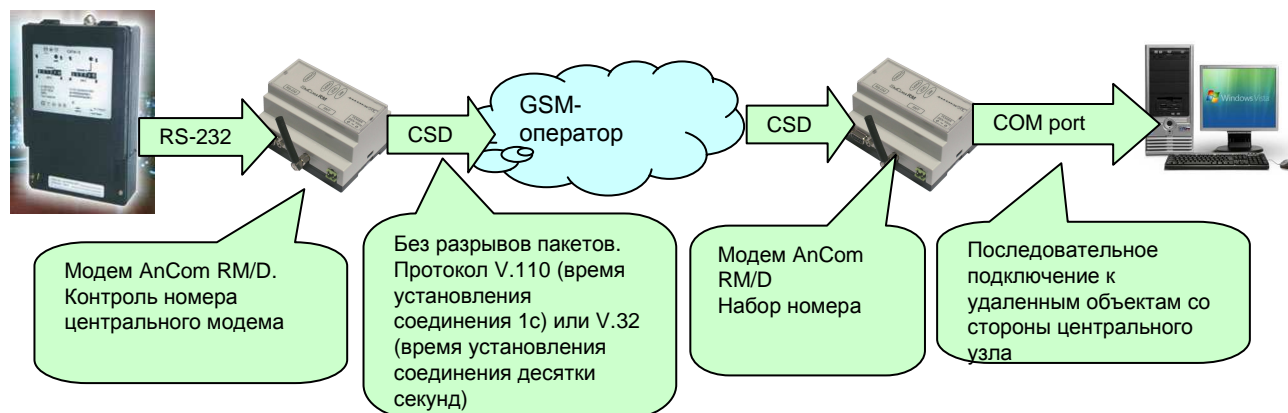 RS-232
CSD
GSM-
оператор
CSD
COM port
Windows Vista
Модем AnCom RM/D.
Контроль номера
центрального модема
Без разрывов пакетов.
Протокол V.110 (время
установления
соединения 1с) или V.32
(время установления
соединения десятки
секунд)
Модем AnCom
RM/D
Набор номера
Последовательное
подключение к
удаленным объектам со
стороны центрального
узла